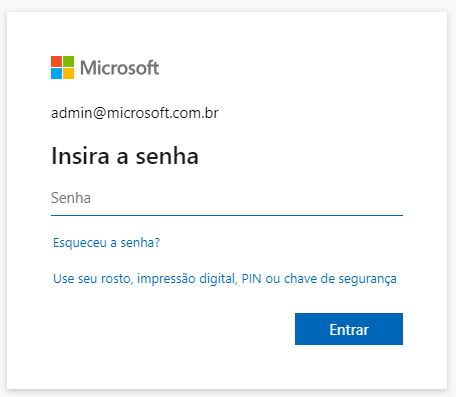 Microsoft
admin@microsoft.com.br
Insira a senha
Senha
Esqueceu a senha?
Use seu rosto, impressão digital, PIN ou chave de segurança
Entrar